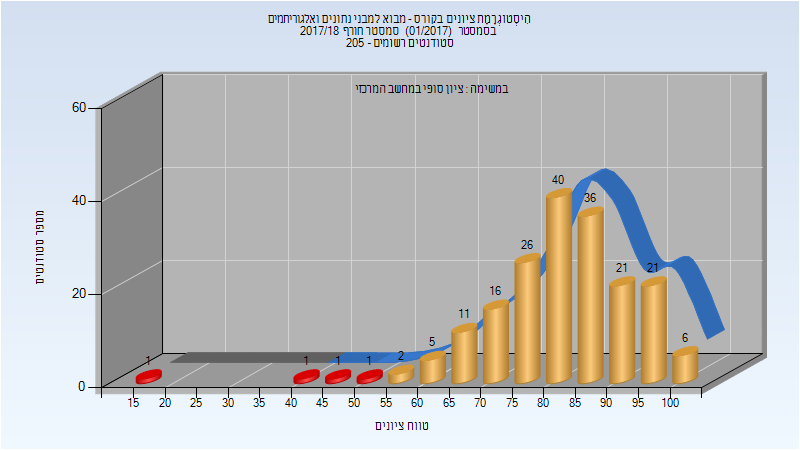 הִיסְטוֹגְרָמַת ציונים בקורס - מבוא למבני נתונים ואלגוריתמים
בסמסטר (01/2017) סמסטר חורף 2017/18
סטודנטים רשומים - 205
במשימה : ציון סופי במחשב המרכזי
60
40
20
0
מספר סטודנטים
1 1 1 1 2 5 11 16 26 40 36 21 21 6
15 20 25 30 35 40 45 50 55 60 65 70 75 80 85 90 95 100
טווח ציונים